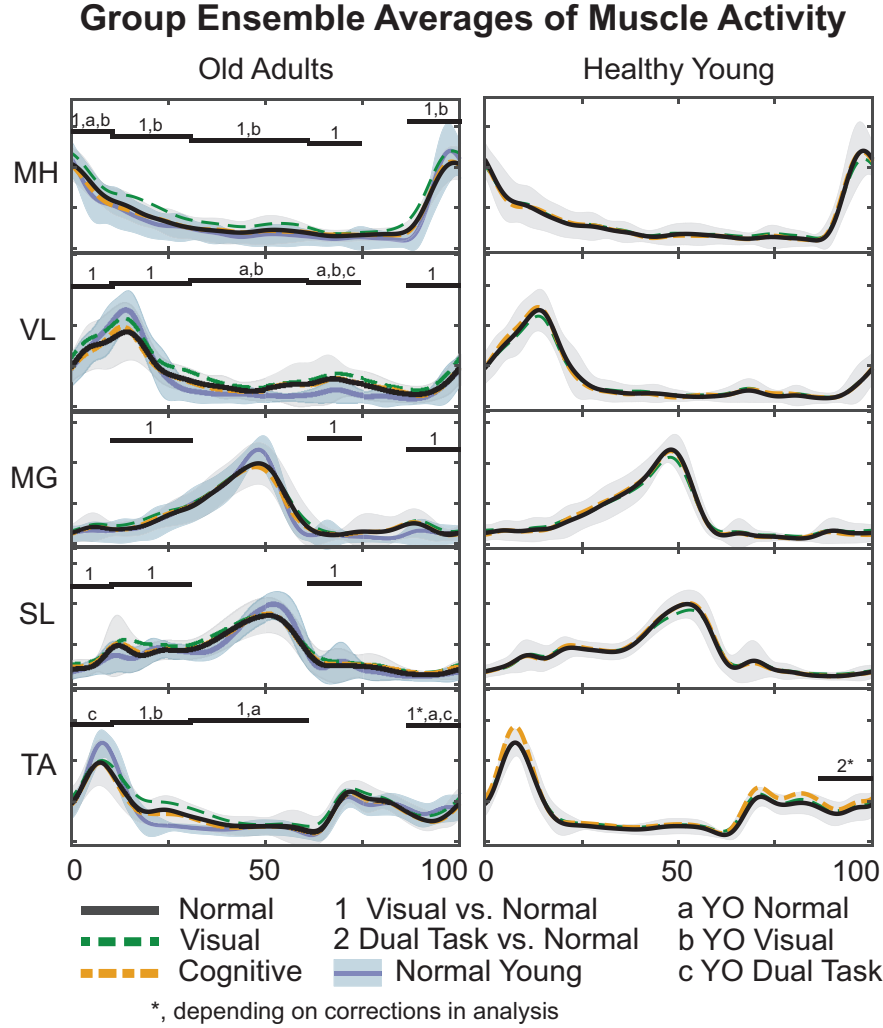 Group Ensemble Averages of Muscle Activity
Old Adults Healthy Young
MH 1,a,b 1,b 1,b 1 1,b
VL 1 1 a,b a,b,c 1
MG 1 1 1
SL 1 1 1
TA c 1,b 1,a 1*,a,c 2*
0 50 100 0 50 100
Normal 1 Visual vs. Normal a YO Normal
Visual 2 Dual Task vs. Normal b YO Visual
Cognitive Normal Young c YO Dual Task
*, depending on corrections in analysis